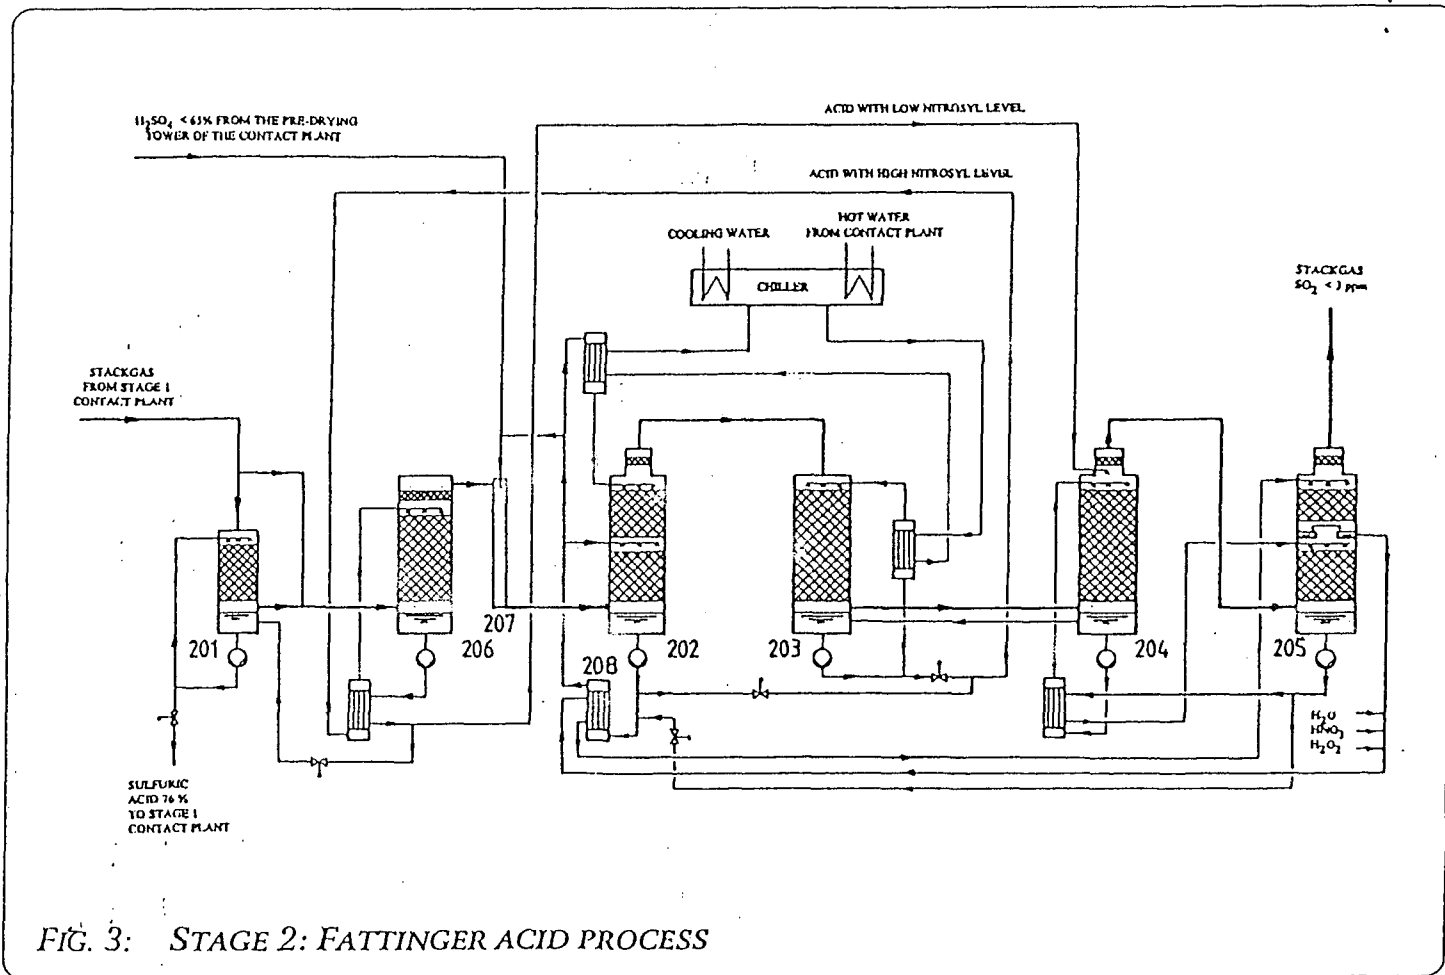 H₂SO₄ <65% FROM THE PRE-DRYING
TOWER OF THE CONTACT PLANT
ACID WITH LOW NITROSYL LEVEL
ACID WITH HIGH NITROSYL LEVEL
COOLING WATER
HOT WATER
FROM CONTACT PLANT
CHILLER
STACKGAS
SO₂ < 3 ppm
STACKGAS
FROM STAGE 1
CONTACT PLANT
201
206
207
208
202
203
204
205
H₂O
HNO₃
H₂O₂
SULFURIC
ACID 76 %
TO STAGE 1
CONTACT PLANT
FIG. 3: STAGE 2: FATTINGER ACID PROCESS